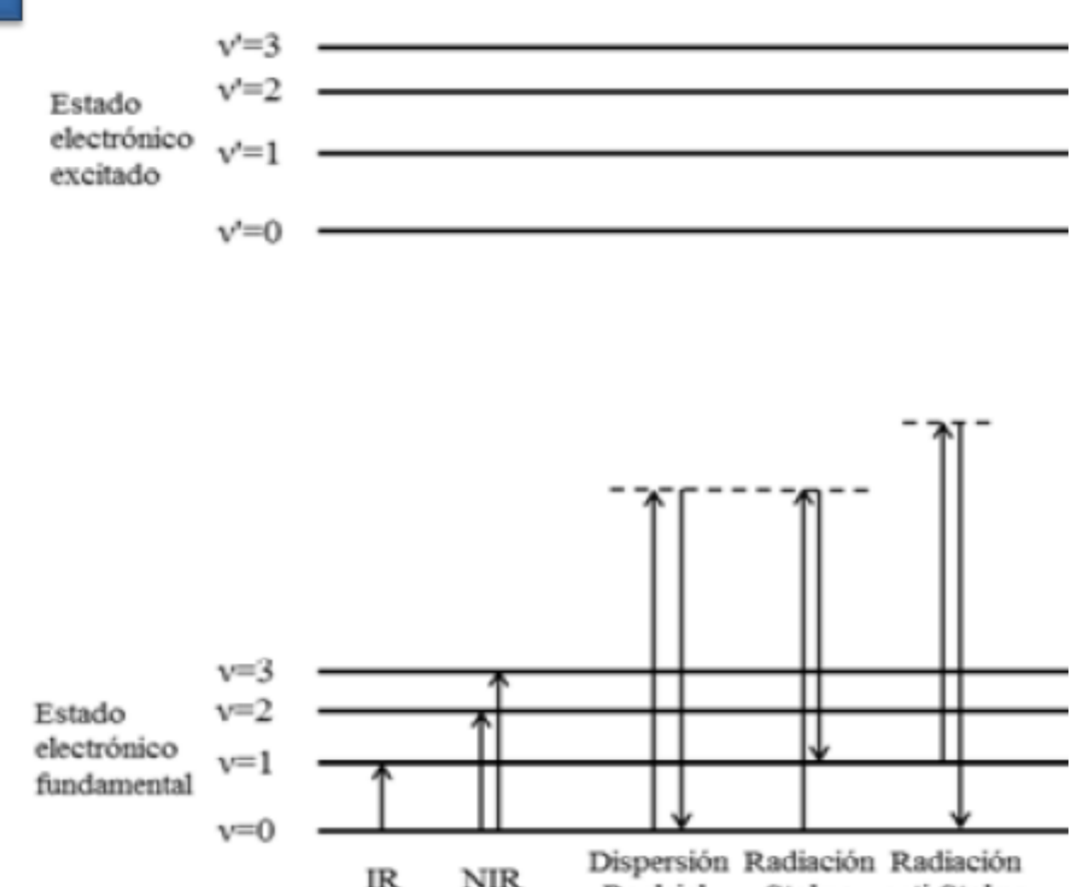 v'=3
v'=2
Estado
electrónico
excitado
v'=1
v'=0
v=3
v=2
Estado
electrónico
fundamental
v=1
v=0
IR
NIR
Dispersión
Radiación
Radiación